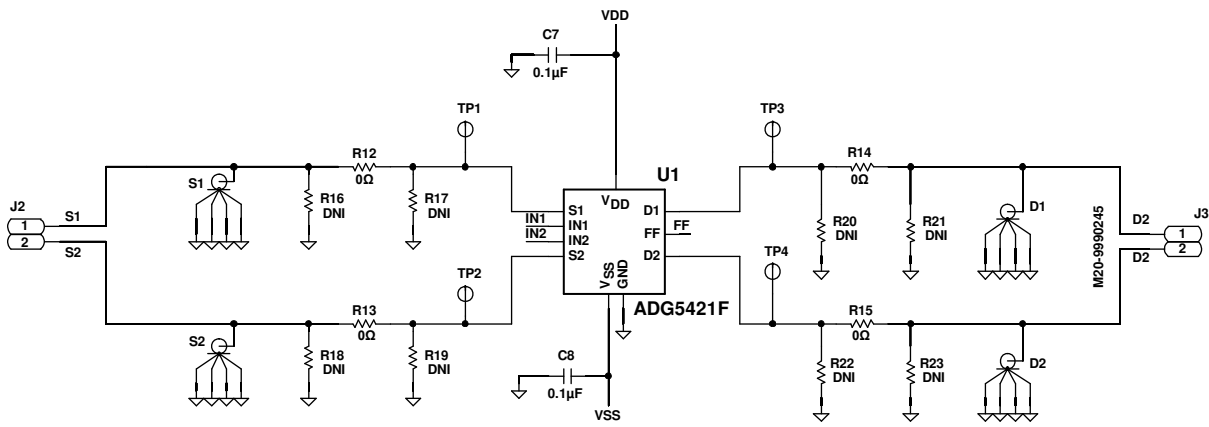 VDD
C7
0.1µF
TP1
TP3
R12
0Ω
R14
0Ω
S1
R16
DNI
R17
DNI
U1
VDD
S1
IN1
IN2
S2
D1
FF
D2
VSS
GND
IN1
IN2
FF
ADG5421F
R20
DNI
R21
DNI
D1
J2
1
2
S1
S2
M20-9990245
D2
D2
J3
1
2
TP2
TP4
R13
0Ω
R15
0Ω
S2
R18
DNI
R19
DNI
C8
0.1µF
VSS
R22
DNI
R23
DNI
D2